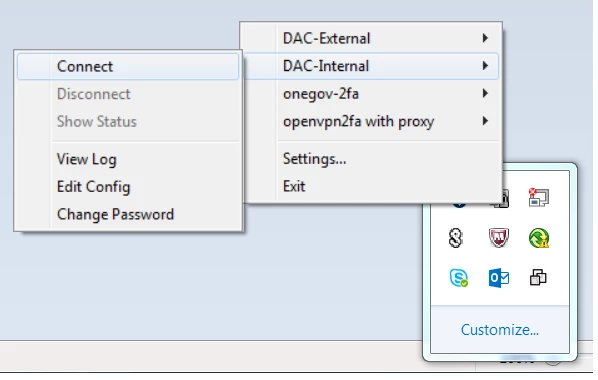 DAC-External
DAC-Internal
onegov-2fa
openvpn2fa with proxy
Settings...
Exit
Connect
Disconnect
Show Status
View Log
Edit Config
Change Password
Customize...